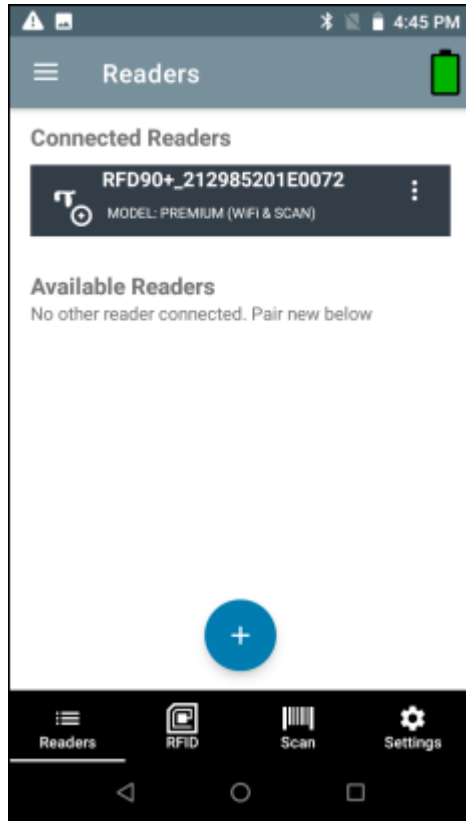 4:45 PM
Readers
Connected Readers
RFD90+_212985201E0072
MODEL: PREMIUM (WIFI & SCAN)
Available Readers
No other reader connected. Pair new below
Readers RFID Scan Settings